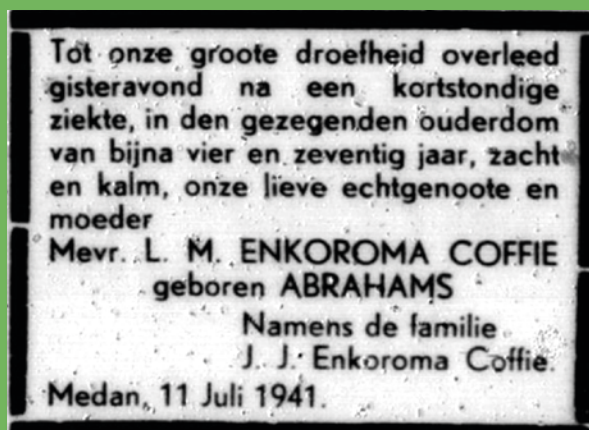 Tot onze groote droefheid overleed
gisteravond na een kortstondige
ziekte, in den gezegenden ouderdom
van bijna vier en zeventig jaar, zacht
en kalm, onze lieve echtgenoote en
moeder
Mevr. L. M. ENKOROMA COFFIE
geboren ABRAHAMS
Namens de familie
J. J. Enkoroma Coffie.
Medan, 11 Juli 1941.